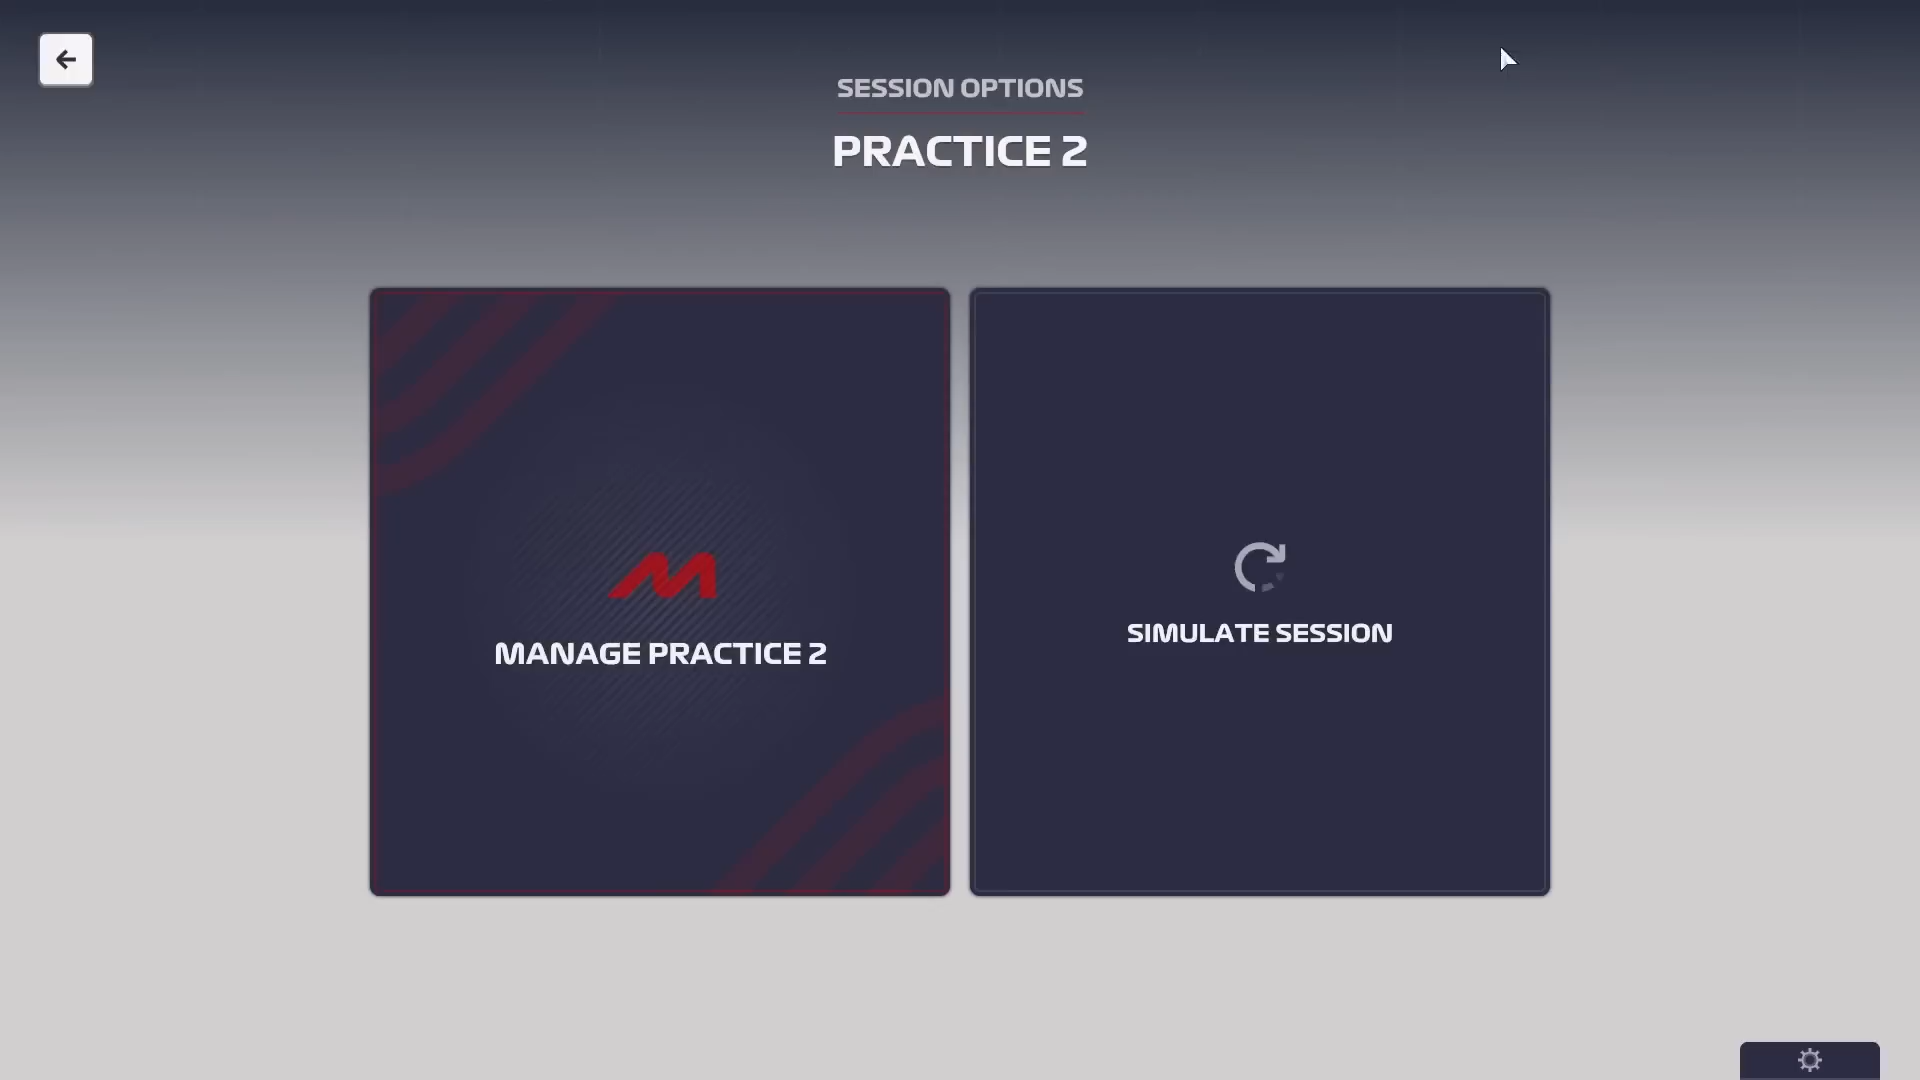 SESSION OPTIONS
PRACTICE 2
MANAGE PRACTICE 2
SIMULATE SESSION